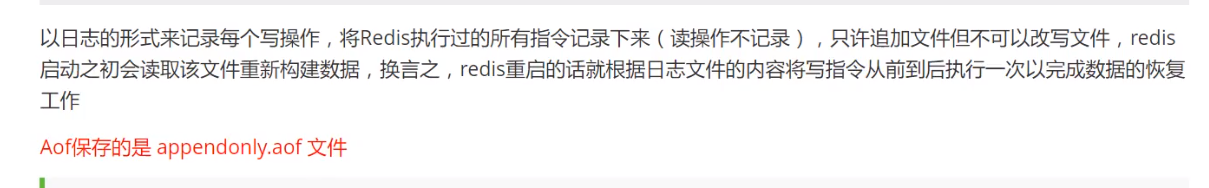 以日志的形式来记录每个写操作，将Redis执行过的所有指令记录下来（读操作不记录），只许追加文件但不可以改写文件，redis
启动之初会读取该文件重新构建数据，换言之，redis重启的话就根据日志文件的内容将写指令从前到后执行一次以完成数据的恢复
工作
Aof保存的是 appendonly.aof 文件